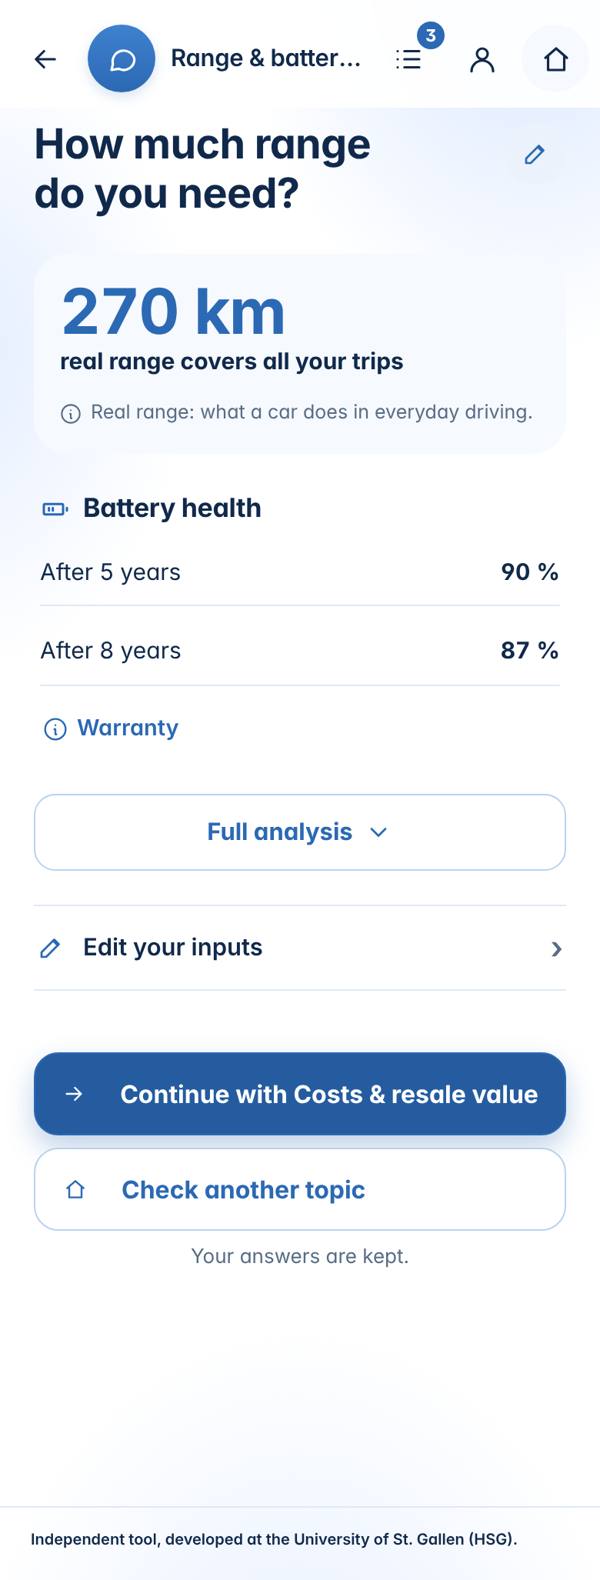 Range & batter...
3
How much range
do you need?
270 km
real range covers all your trips
Real range: what a car does in everyday driving.
Battery health
After 5 years 90 %
After 8 years 87 %
Warranty
Full analysis
Edit your inputs
Continue with Costs & resale value
Check another topic
Your answers are kept.
Independent tool, developed at the University of St. Gallen (HSG).